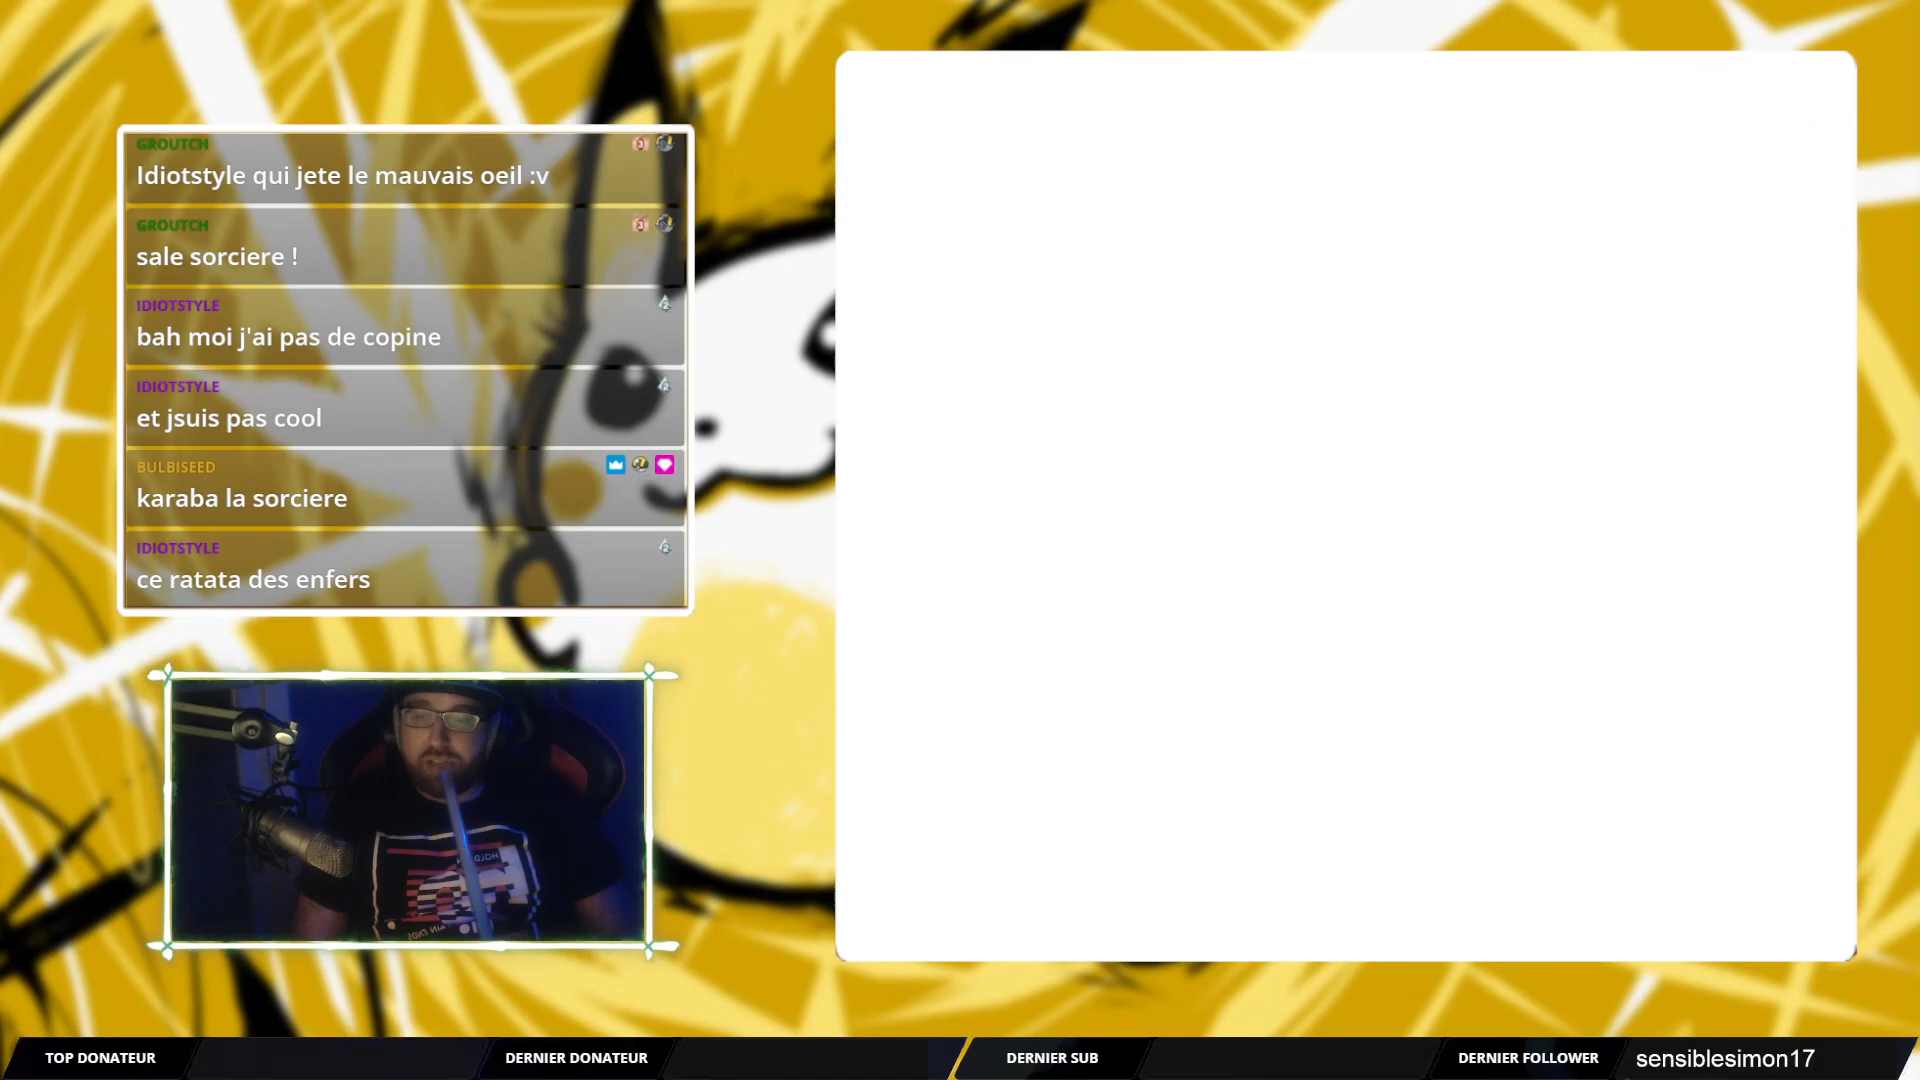 GROUTCH
Idiotstyle qui jete le mauvais oeil :v
GROUTCH
sale sorciere !
IDIOTSTYLE
bah moi j'ai pas de copine
IDIOTSTYLE
et jsuis pas cool
BULBISEED
karaba la sorciere
IDIOTSTYLE
ce ratata des enfers
TOP DONATEUR
DERNIER DONATEUR
DERNIER SUB
DERNIER FOLLOWER
sensiblesimon17